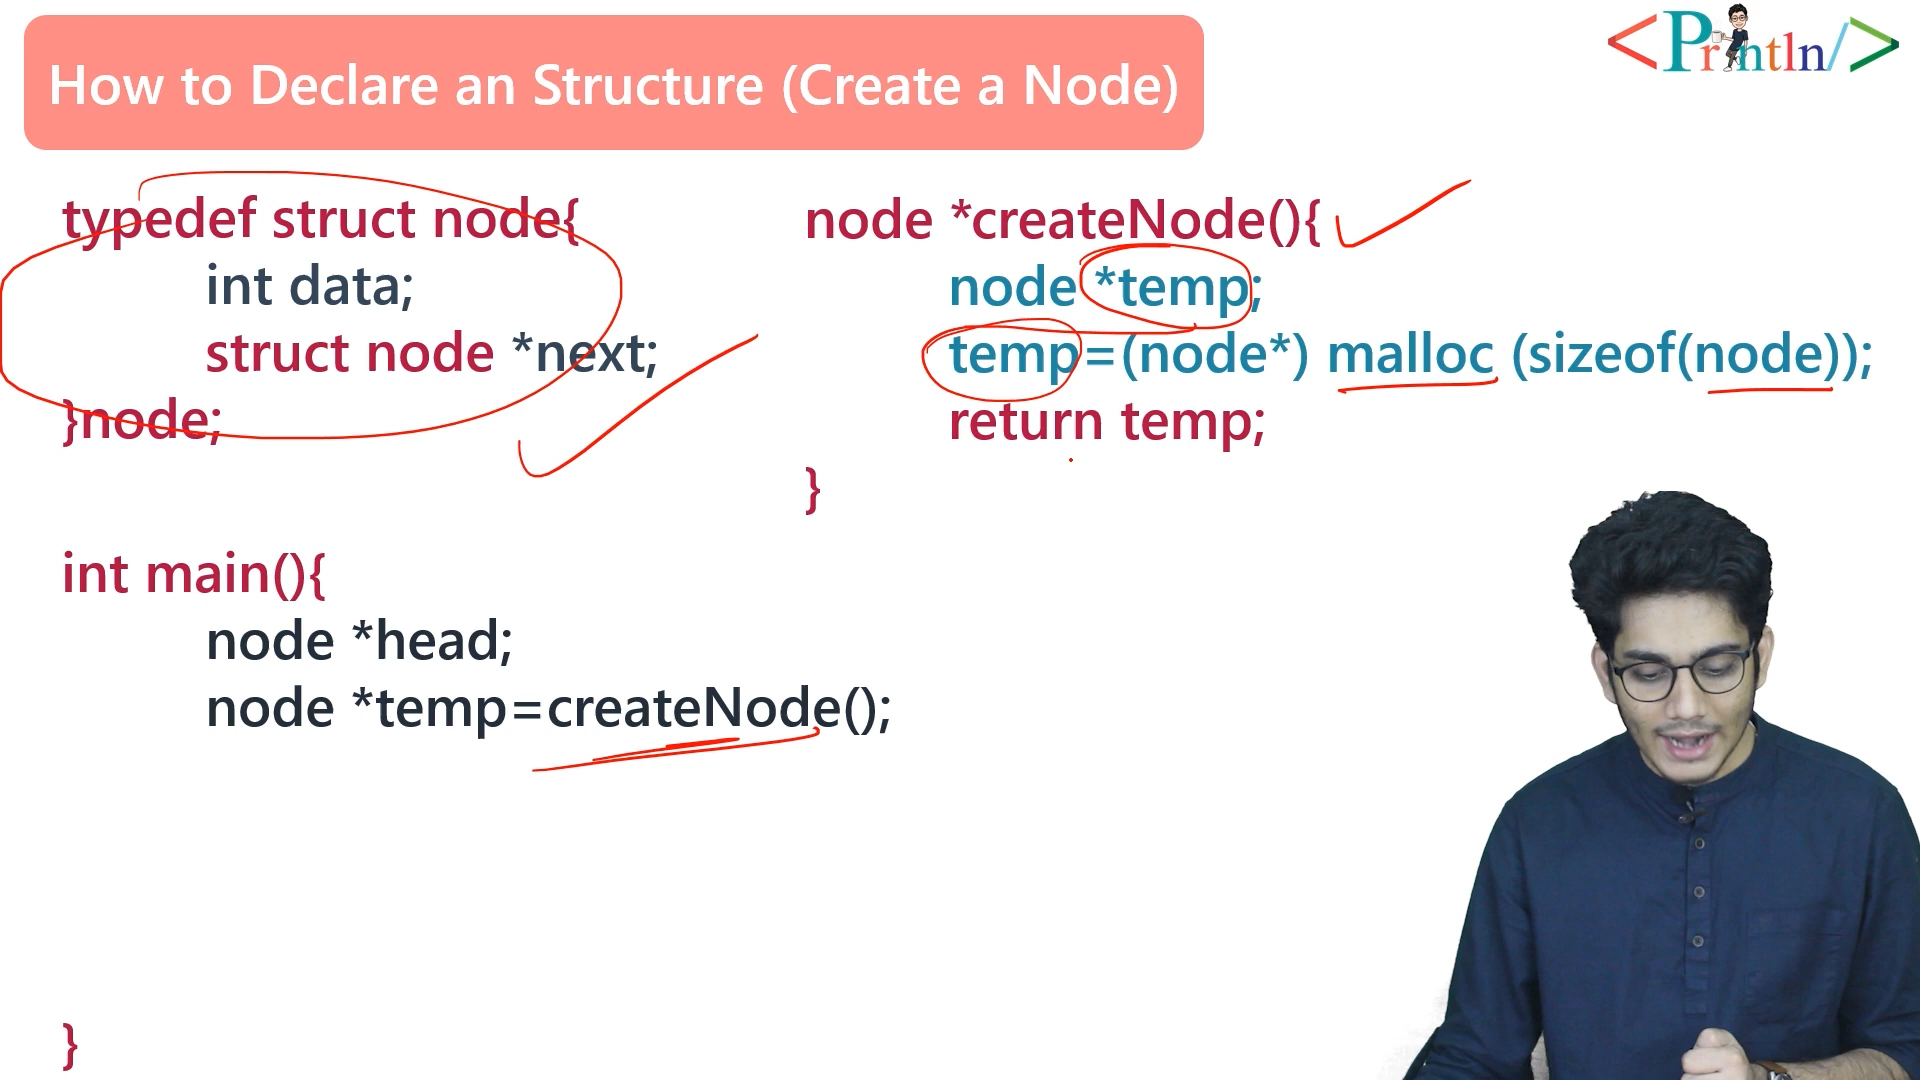 How to Declare an Structure (Create a Node)
<Println/>
typedef struct node{
int data;
struct node *next;
}node;
node *createNode(){
node *temp;
temp=(node*) malloc (sizeof(node));
return temp;
}
int main(){
node *head;
node *temp=createNode();
}